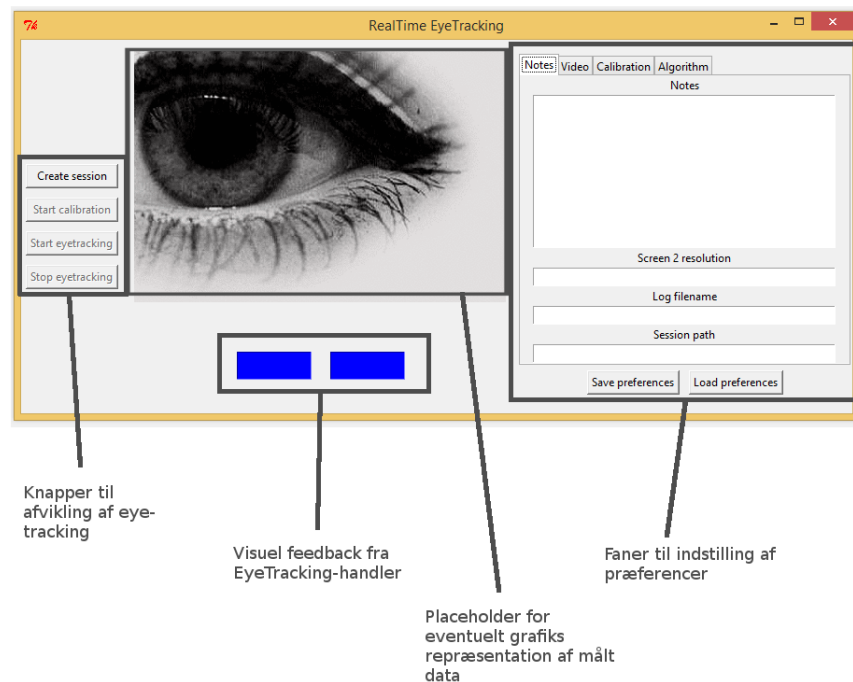 RealTime EyeTracking
Create session
Start calibration
Start eyetracking
Stop eyetracking
Notes Video Calibration Algorithm
Notes
Screen 2 resolution
Log filename
Session path
Save preferences Load preferences
Knapper til
afvikling af eye-
tracking
Visuel feedback fra
EyeTracking-handler
Placeholder for
eventuelt grafiks
repræsentation af målt
data
Faner til indstilling af
præferencer